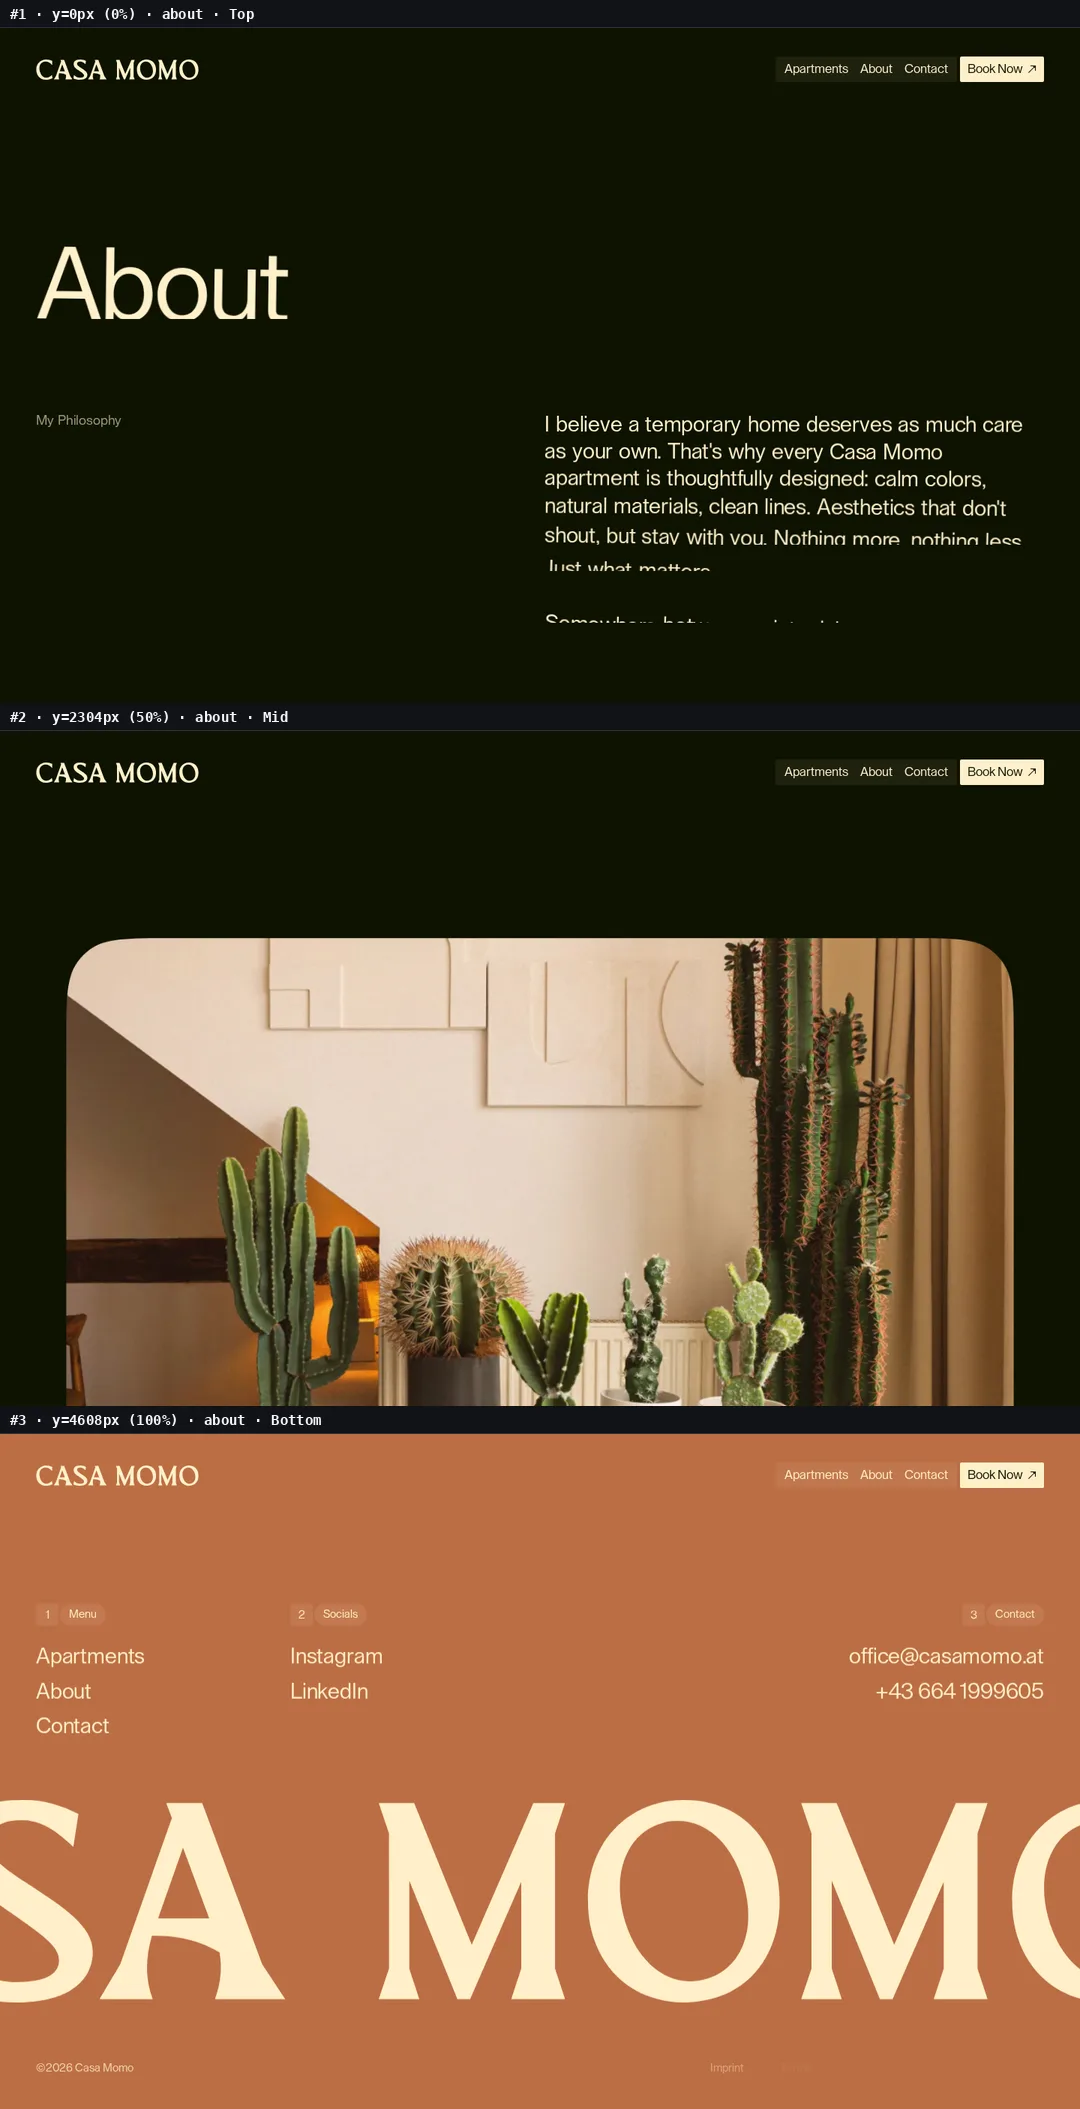 #1 · y=0px (0%) · about · Top
CASA MOMO
Apartments About Contact Book Now ↗
About
My Philosophy
I believe a temporary home deserves as much care
as your own. That's why every Casa Momo
apartment is thoughtfully designed: calm colors,
natural materials, clean lines. Aesthetics that don't
shout, but stay with you. Nothing more, nothing less
Just what matters
Somewhere
#2 · y=2304px (50%) · about · Mid
CASA MOMO
Apartments About Contact Book Now ↗
#3 · y=4608px (100%) · about · Bottom
CASA MOMO
Apartments About Contact Book Now ↗
1 Menu
2 Socials
3 Contact
Apartments
Instagram
office@casamomo.at
About
LinkedIn
+43 664 1999605
Contact
SA MOMO
©2026 Casa Momo
Imprint